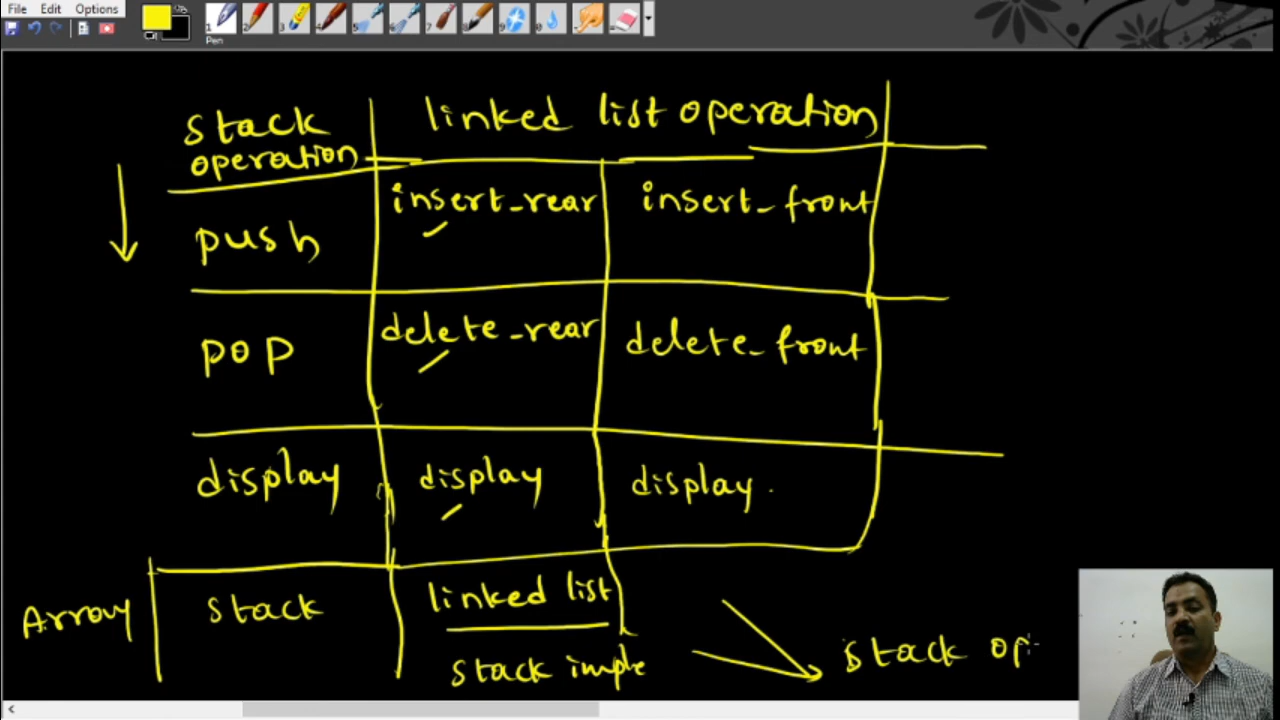 File Edit Options
Pen
stack linked list operation
operation
push insert_rear insert_front
pop delete_rear delete_front
display display display.
Array stack linked list
stack imple stack op